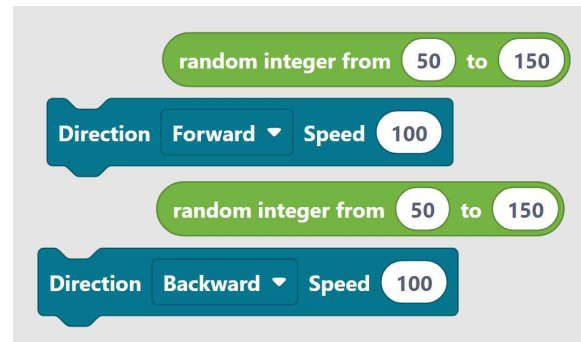 random integer from 50 to 150
Direction Forward Speed 100
random integer from 50 to 150
Direction Backward Speed 100